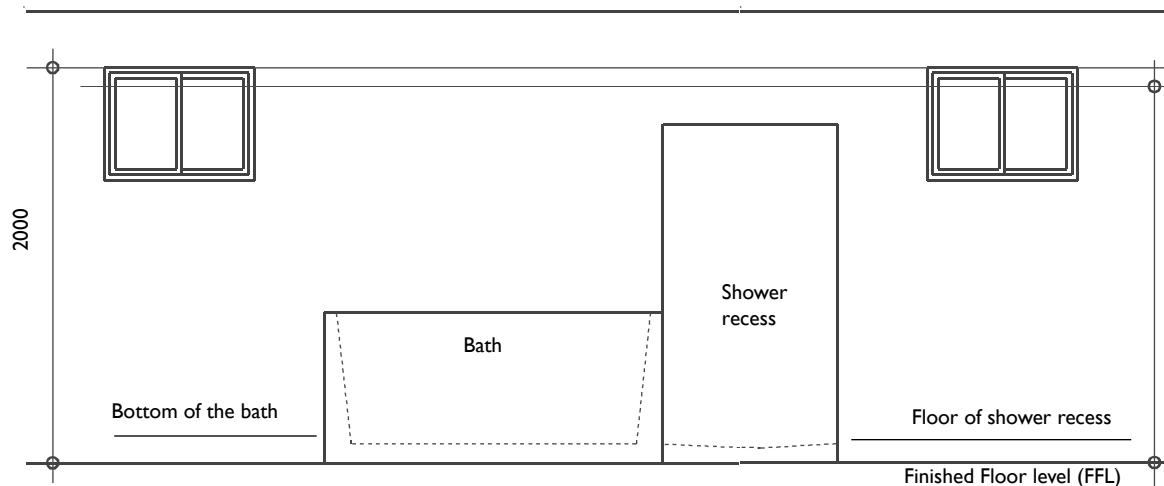 2000
Shower
recess
Bath
Bottom of the bath
Floor of shower recess
Finished Floor level (FFL)